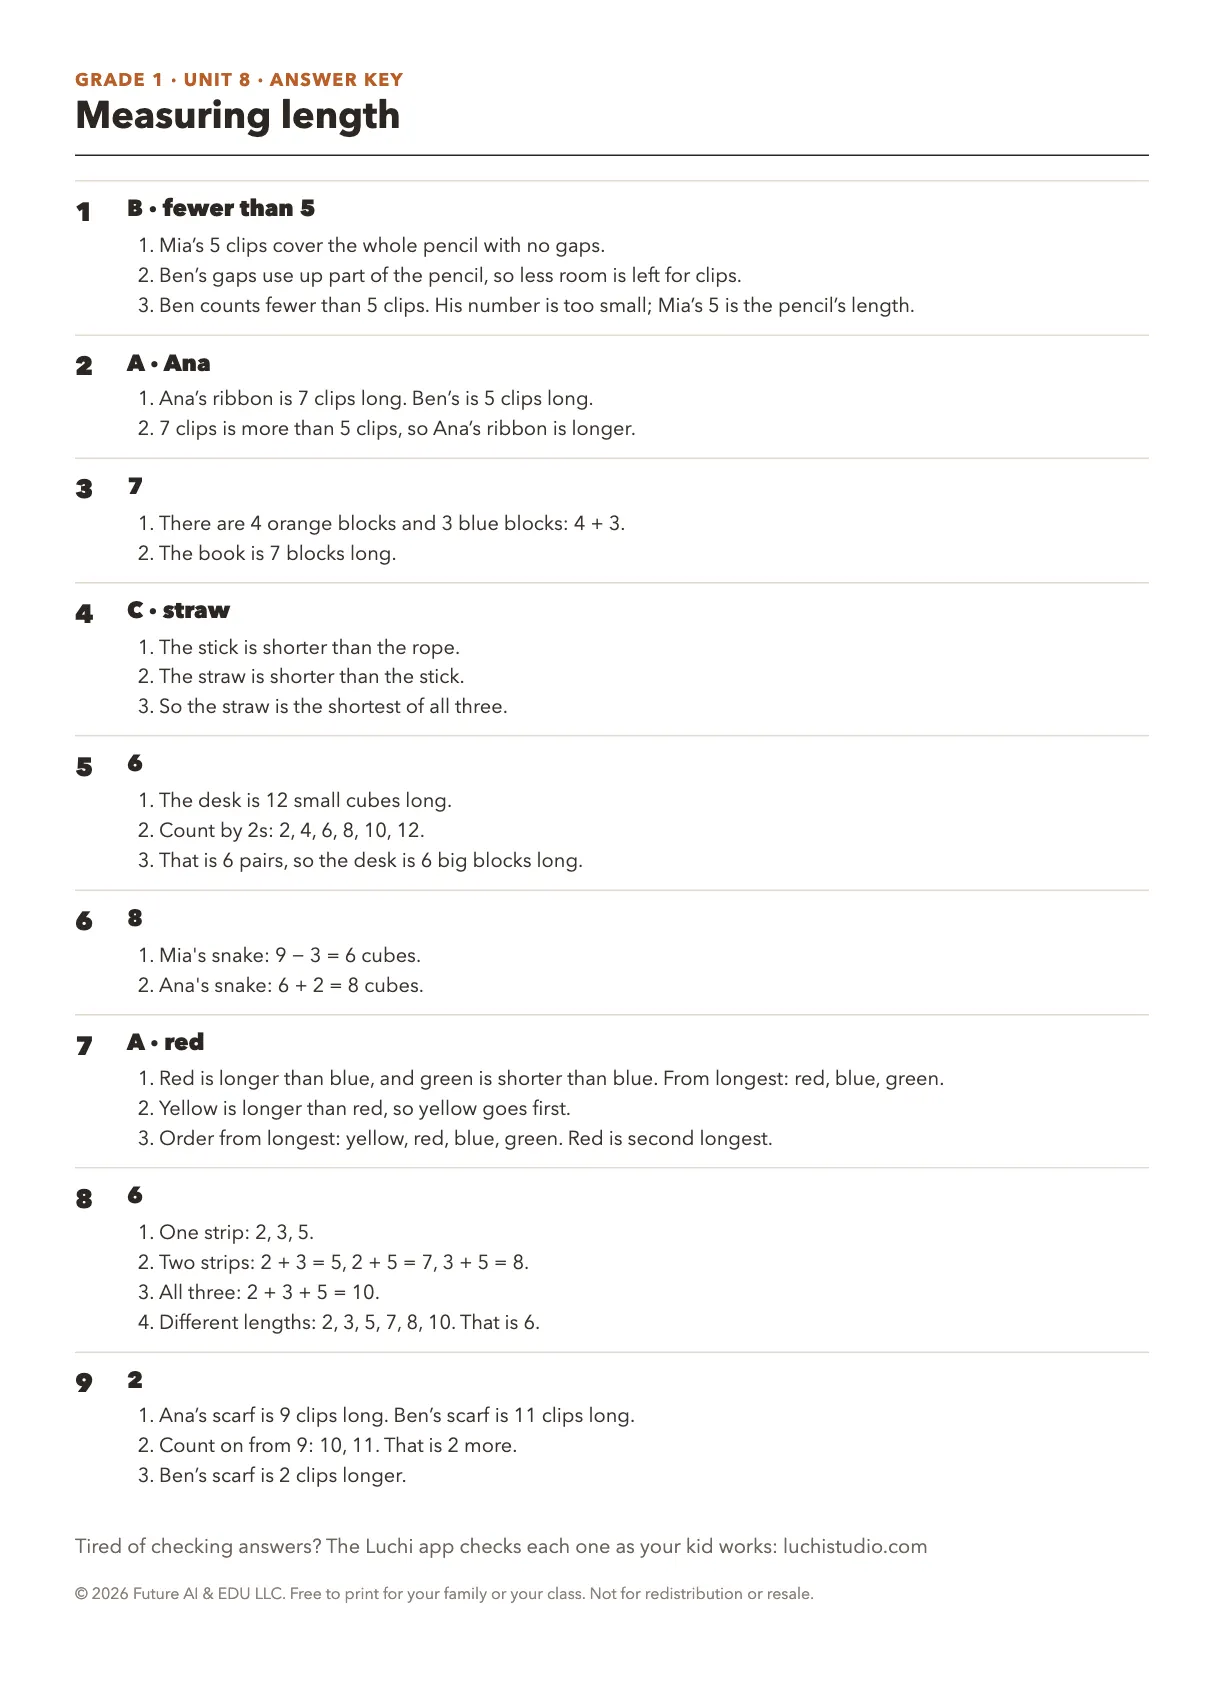 GRADE 1 · UNIT 8 · ANSWER KEY
Measuring length
1 B · fewer than 5
1. Mia’s 5 clips cover the whole pencil with no gaps.
2. Ben’s gaps use up part of the pencil, so less room is left for clips.
3. Ben counts fewer than 5 clips. His number is too small; Mia’s 5 is the pencil’s length.
2 A · Ana
1. Ana’s ribbon is 7 clips long. Ben’s is 5 clips long.
2. 7 clips is more than 5 clips, so Ana’s ribbon is longer.
3 7
1. There are 4 orange blocks and 3 blue blocks: 4 + 3.
2. The book is 7 blocks long.
4 C · straw
1. The stick is shorter than the rope.
2. The straw is shorter than the stick.
3. So the straw is the shortest of all three.
5 6
1. The desk is 12 small cubes long.
2. Count by 2s: 2, 4, 6, 8, 10, 12.
3. That is 6 pairs, so the desk is 6 big blocks long.
6 8
1. Mia's snake: 9 − 3 = 6 cubes.
2. Ana's snake: 6 + 2 = 8 cubes.
7 A · red
1. Red is longer than blue, and green is shorter than blue. From longest: red, blue, green.
2. Yellow is longer than red, so yellow goes first.
3. Order from longest: yellow, red, blue, green. Red is second longest.
8 6
1. One strip: 2, 3, 5.
2. Two strips: 2 + 3 = 5, 2 + 5 = 7, 3 + 5 = 8.
3. All three: 2 + 3 + 5 = 10.
4. Different lengths: 2, 3, 5, 7, 8, 10. That is 6.
9 2
1. Ana’s scarf is 9 clips long. Ben’s scarf is 11 clips long.
2. Count on from 9: 10, 11. That is 2 more.
3. Ben’s scarf is 2 clips longer.
Tired of checking answers? The Luchi app checks each one as your kid works: luchistudio.com
© 2026 Future AI & EDU LLC. Free to print for your family or your class. Not for redistribution or resale.